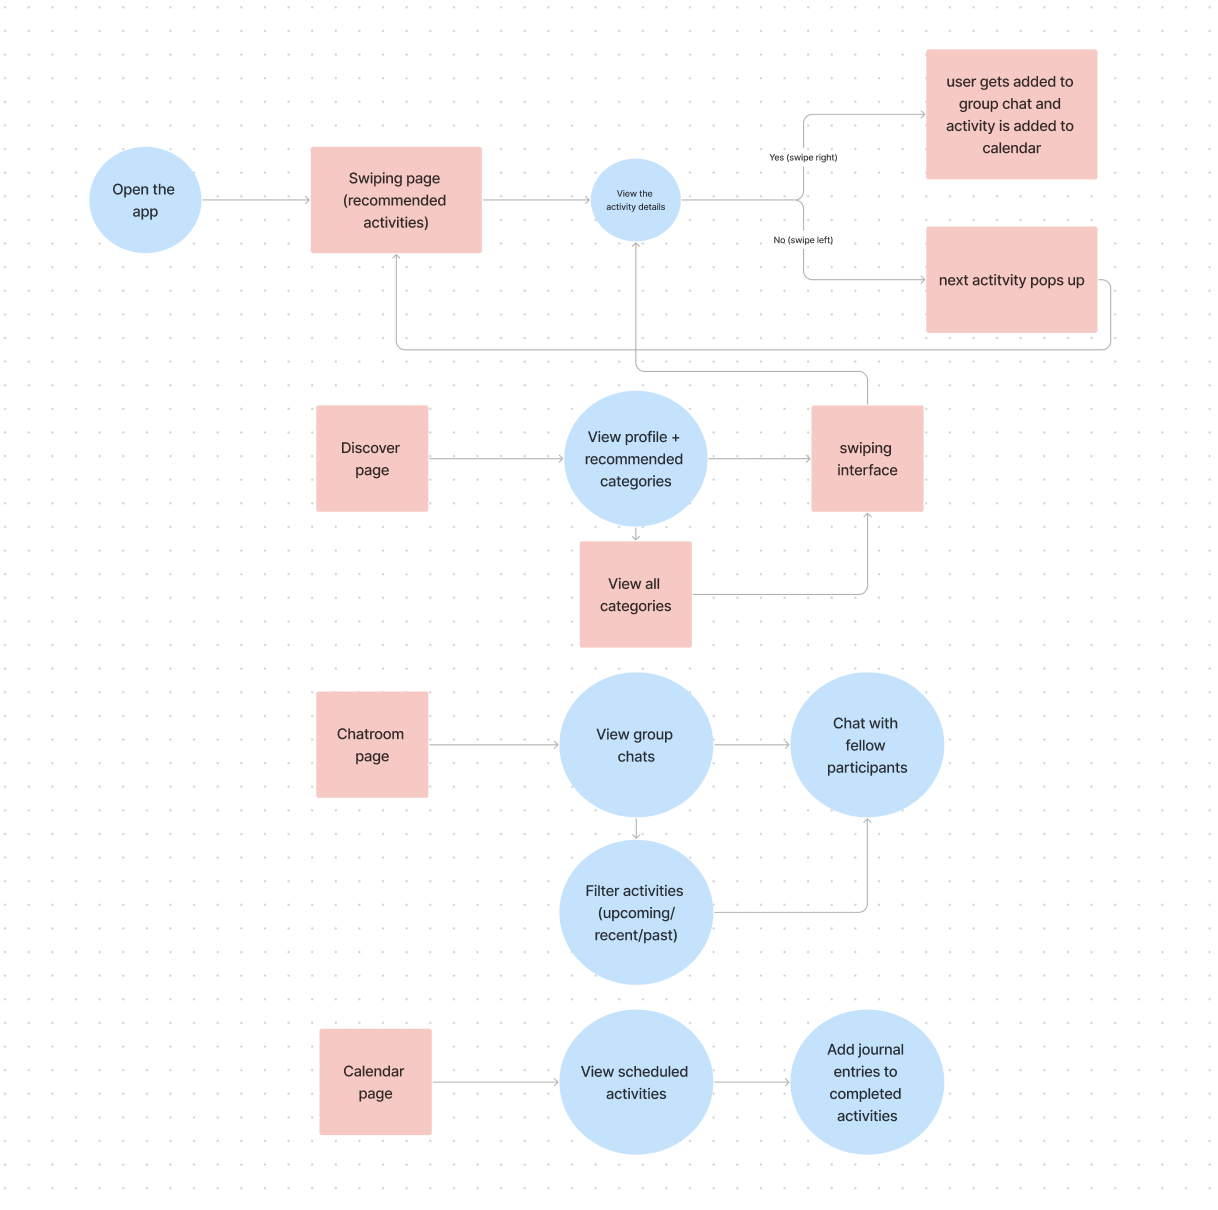 user gets added to
group chat and
activity is added to
calendar
Yes (swipe right)
Open the
app
Swiping page
(recommended
activities)
View the
activity details
No (swipe left)
next actitvity pops up
Discover
page
View profile +
recommended
categories
swiping
interface
View all
categories
Chatroom
page
View group
chats
Chat with
fellow
participants
Filter activities
(upcoming/
recent/past)
Calendar
page
View scheduled
activities
Add journal
entries to
completed
activities